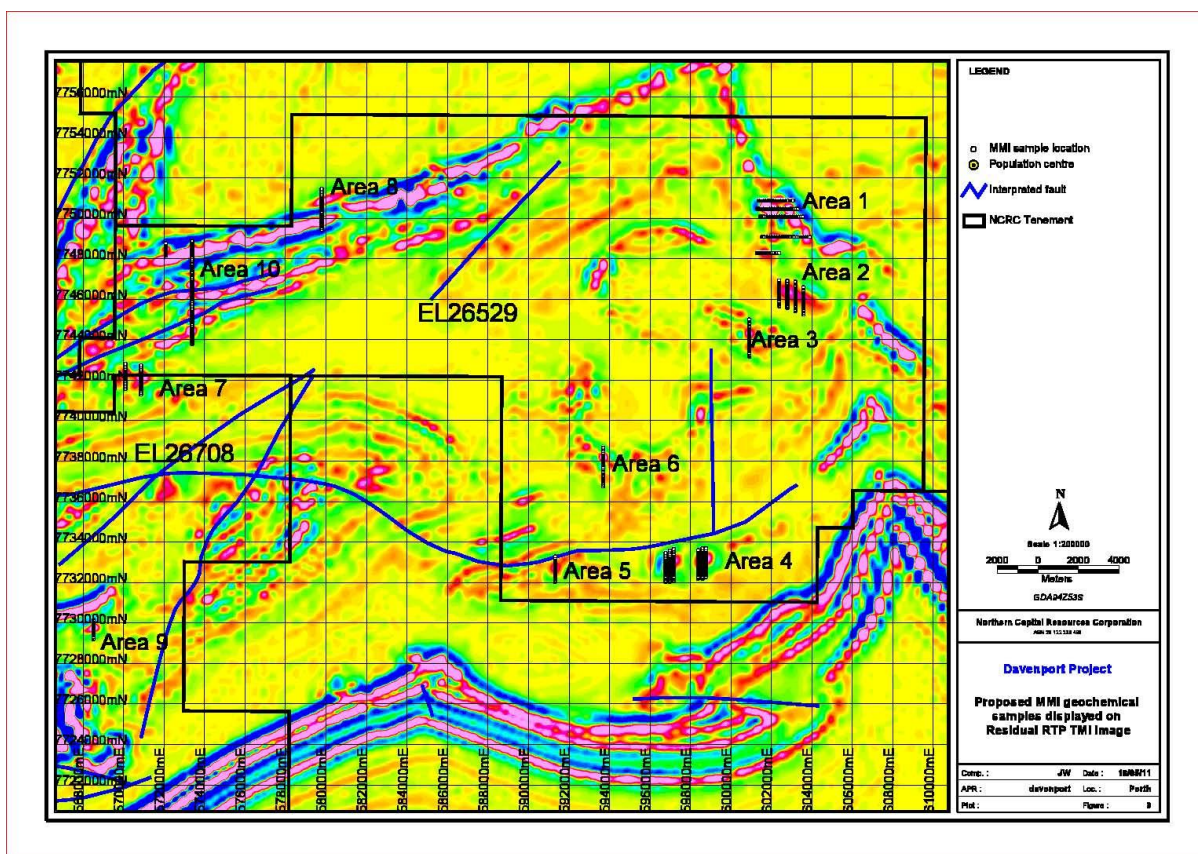 7756000mN
7754000mN
7752000mN
7750000mN
7748000mN
7746000mN
7744000mN
7742000mN
7740000mN
7738000mN
7736000mN
7734000mN
7732000mN
7730000mN
7728000mN
7726000mN
7724000mN
7722000mN
Area 8
Area 1
Area 10
Area 2
EL26529
Area 3
Area 7
EL26708
Area 6
Area 5
Area 4
Area 9
570000mE
574000mE
576000mE
578000mE
580000mE
584000mE
586000mE
588000mE
590000mE
592000mE
594000mE
596000mE
598000mE
600000mE
602000mE
604000mE
606000mE
608000mE
610000mE
LEGEND
MMI sample location
Population centre
Interpreted fault
NCRC Tenement
N
Scale 1:200000
2000 0 2000 4000
Meters
GDA94Z53S
Northern Capital Resources Corporation
Davenport Project
Proposed MMI geochemical
samples displayed on
Residual RTP TMI image
Comp. : JW Date :
APR : davenport Loc. : Perth
Plot : Figure :